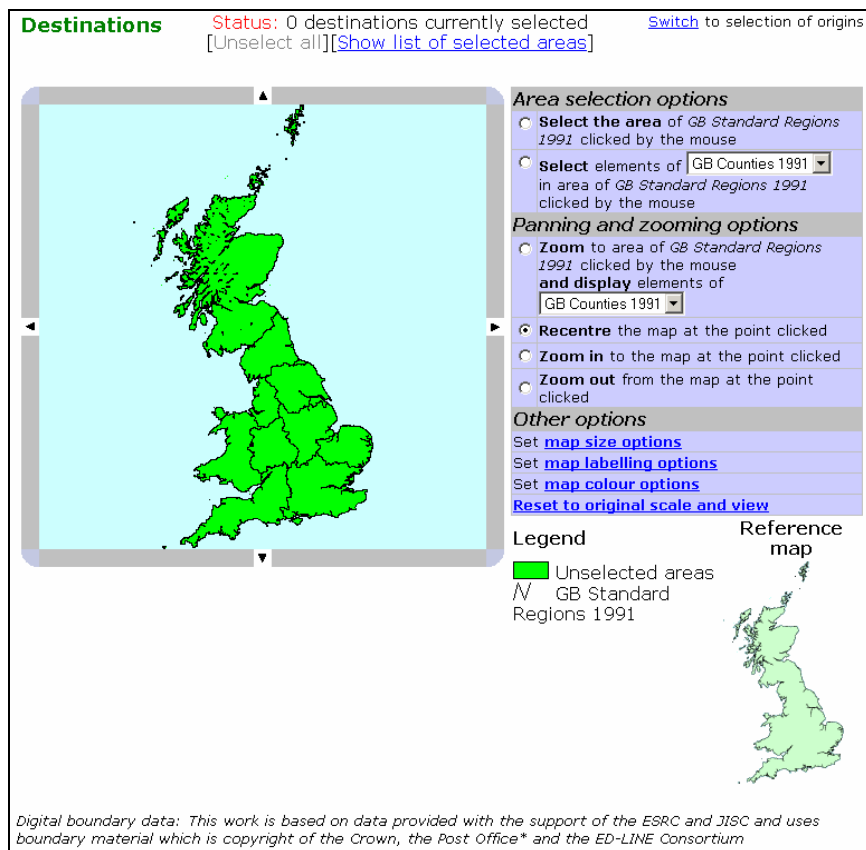 Destinations
Status: 0 destinations currently selected
[Unselect all][Show list of selected areas]
Switch to selection of origins
Area selection options
Select the area of GB Standard Regions
1991 clicked by the mouse
Select elements of GB Counties 1991
in area of GB Standard Regions 1991
clicked by the mouse
Panning and zooming options
Zoom to area of GB Standard Regions
1991 clicked by the mouse
and display elements of
GB Counties 1991
Recentre the map at the point clicked
Zoom in to the map at the point clicked
Zoom out from the map at the point
clicked
Other options
Set map size options
Set map labelling options
Set map colour options
Reset to original scale and view
Legend
Unselected areas
GB Standard
Regions 1991
Reference
map
Digital boundary data: This work is based on data provided with the support of the ESRC and JISC and uses
boundary material which is copyright of the Crown, the Post Office* and the ED-LINE Consortium